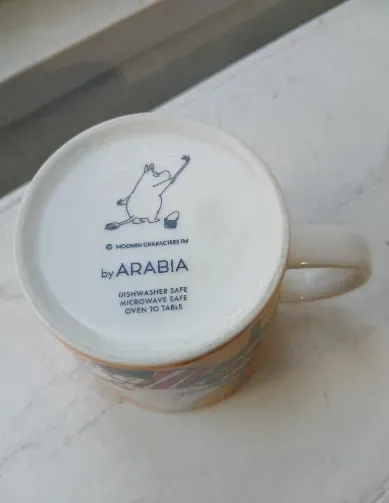 © MOOMIN CHARACTERS TM
by ARABIA
DISHWASHER SAFE
MICROWAVE SAFE
OVEN TO TABLE